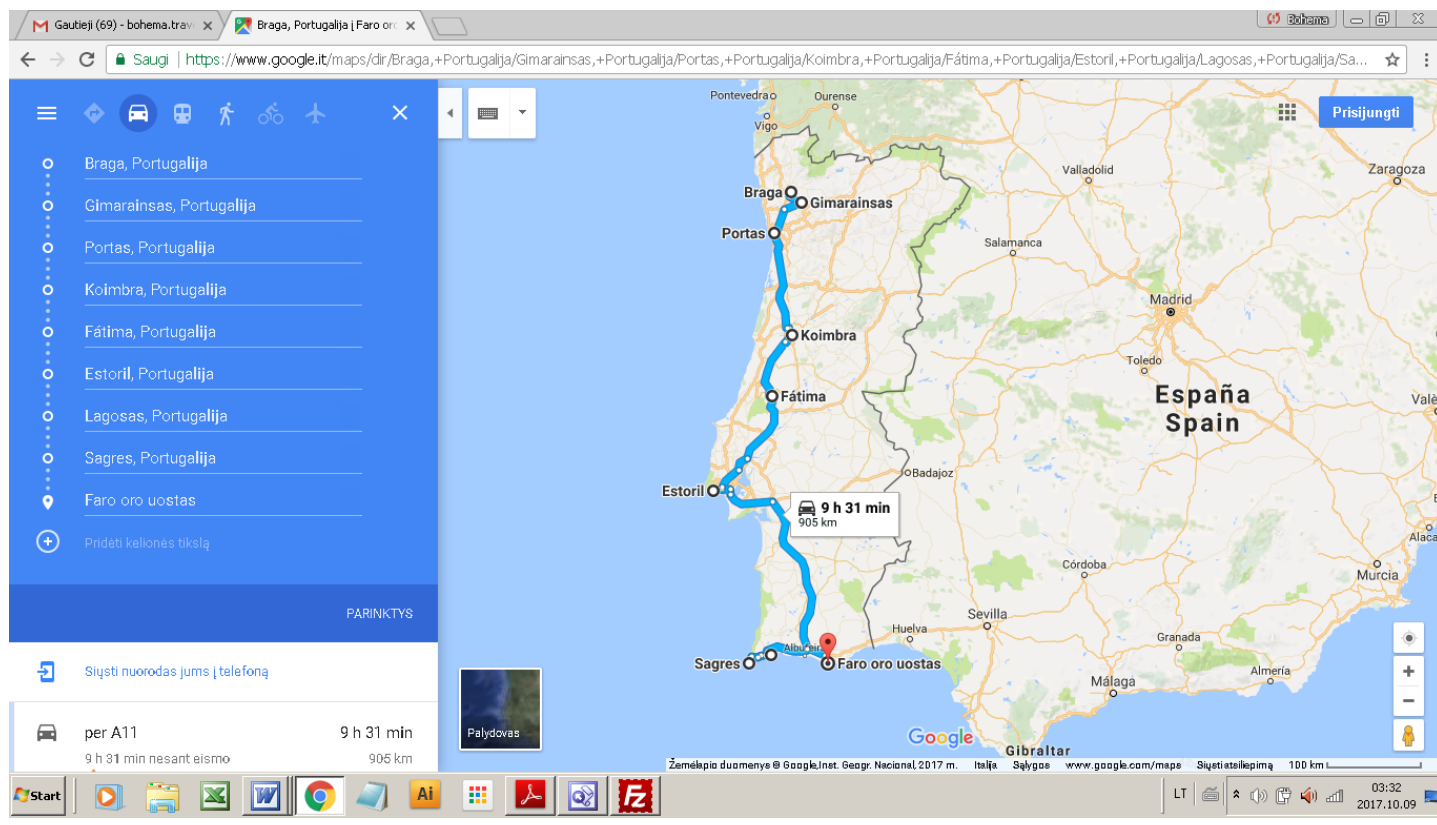 Gautieji (69) - bohema.trav
Braga, Portugalija į Faro oro
Bohema
Saugi | https://www.google.it/maps/dir/Braga,+Portugalija/Gimarainsas,+Portugalija/Portas,+Portugalija/Koimbra,+Portugalija/Fátima,+Portugalija/Estoril,+Portugalija/Lagosas,+Portugalija/Sa...
Prisijungti
Braga, Portugalija
Gimarainsas, Portugalija
Portas, Portugalija
Koimbra, Portugalija
Fátima, Portugalija
Estoril, Portugalija
Lagosas, Portugalija
Sagres, Portugalija
Faro oro uostas
Pridėti kelionės tikslą
PARINKTYS
Siųsti nuorodas jums į telefoną
per A11 9 h 31 min
9 h 31 min nesant eismo 905 km
Palydovas
Pontevedra
Ourense
Vigo
Valladolid
Zaragoza
Braga
Gimarainsas
Portas
Salamanca
Madrid
Koimbra
Toledo
Fátima
España
Spain
Valè
Badajoz
Estoril
9 h 31 min
905 km
Alaca
Córdoba
Murcia
Sevilla
Huelva
Granada
Albufeira
Sagres
Faro oro uostas
Almería
Málaga
Google
Gibraltar
Žemėlapio duomenys © Google, Inst. Geogr. Nacional, 2017 m. Italija Sąlygos www.google.com/maps Siųsti atsiliepimą 100 km
Start
W
Ai
Fz
LT
03:32
2017.10.09